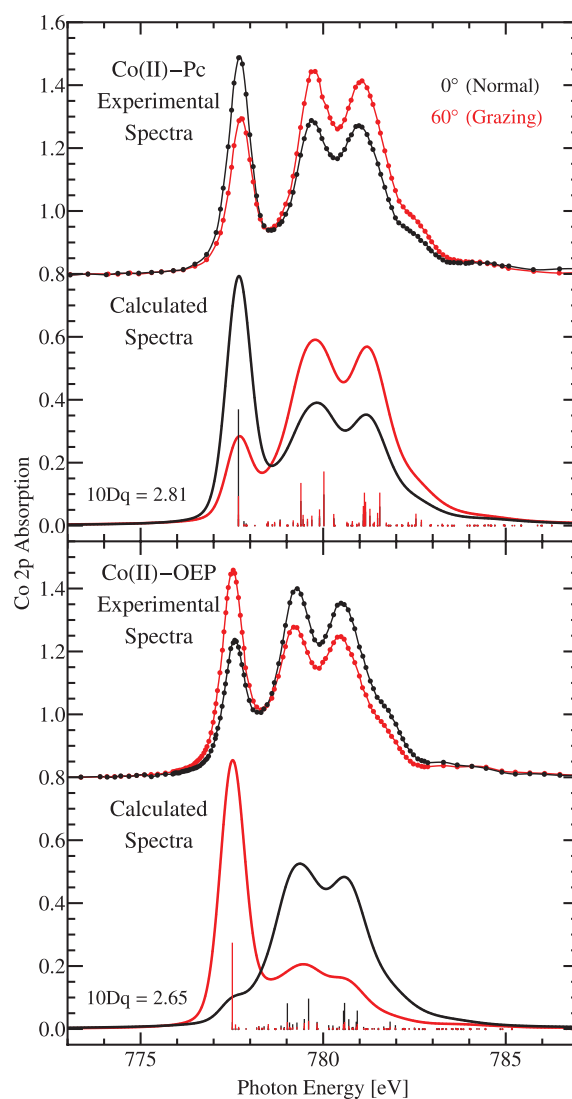 1.6
Co(II)−Pc
Experimental
Spectra
0° (Normal)
60° (Grazing)
1.4
1.2
1.0
0.8
Calculated
Spectra
0.6
0.4
0.2
10Dq = 2.81
0.0
Co 2p Absorption
Co(II)−OEP
Experimental
Spectra
1.4
1.2
1.0
0.8
Calculated
Spectra
0.6
0.4
0.2
10Dq = 2.65
0.0
775 780 785
Photon Energy [eV]